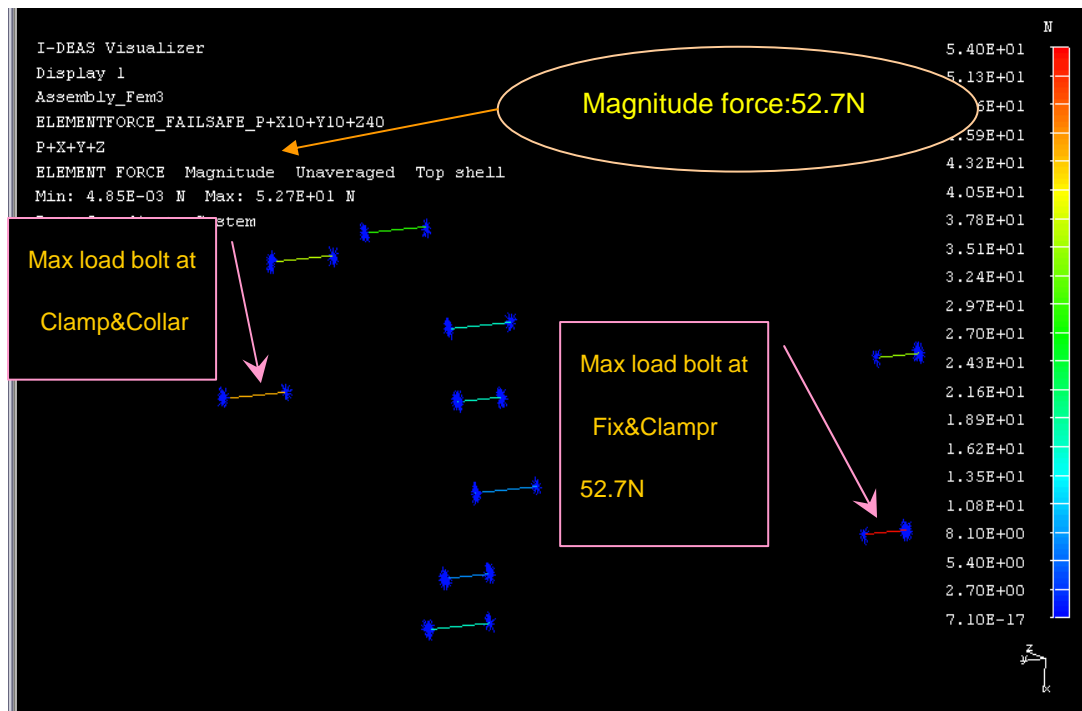 N
I-DEAS Visualizer
Display 1
Assembly_Fem3
ELEMENTFORCE_FAILSAFE_P+X10+Y10+Z40
P+X+Y+Z
ELEMENT FORCE Magnitude Unaveraged Top shell
Min: 4.85E-03 N Max: 5.27E+01 N
Magnitude force:52.7N
Max load bolt at
Clamp&Collar
Max load bolt at
Fix&Clampr
52.7N
5.40E+01
5.13E+01
4.32E+01
4.05E+01
3.78E+01
3.51E+01
3.24E+01
2.97E+01
2.70E+01
2.43E+01
2.16E+01
1.89E+01
1.62E+01
1.35E+01
1.08E+01
8.10E+00
5.40E+00
2.70E+00
7.10E-17
Z
Y
X